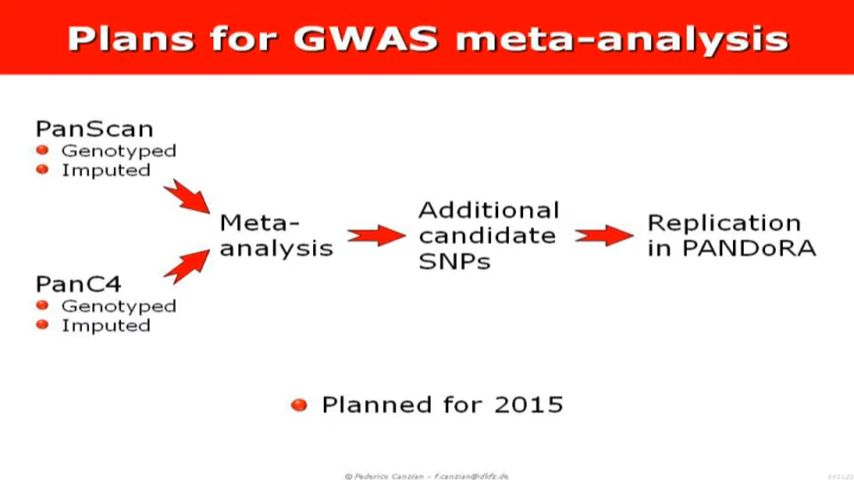 Plans for GWAS meta-analysis
PanScan
Genotyped
Imputed
Meta-
analysis
Additional
candidate
SNPs
Replication
in PANDoRA
PanC4
Genotyped
Imputed
Planned for 2015
© Federico Canzian – f.canzian@dkfz.de